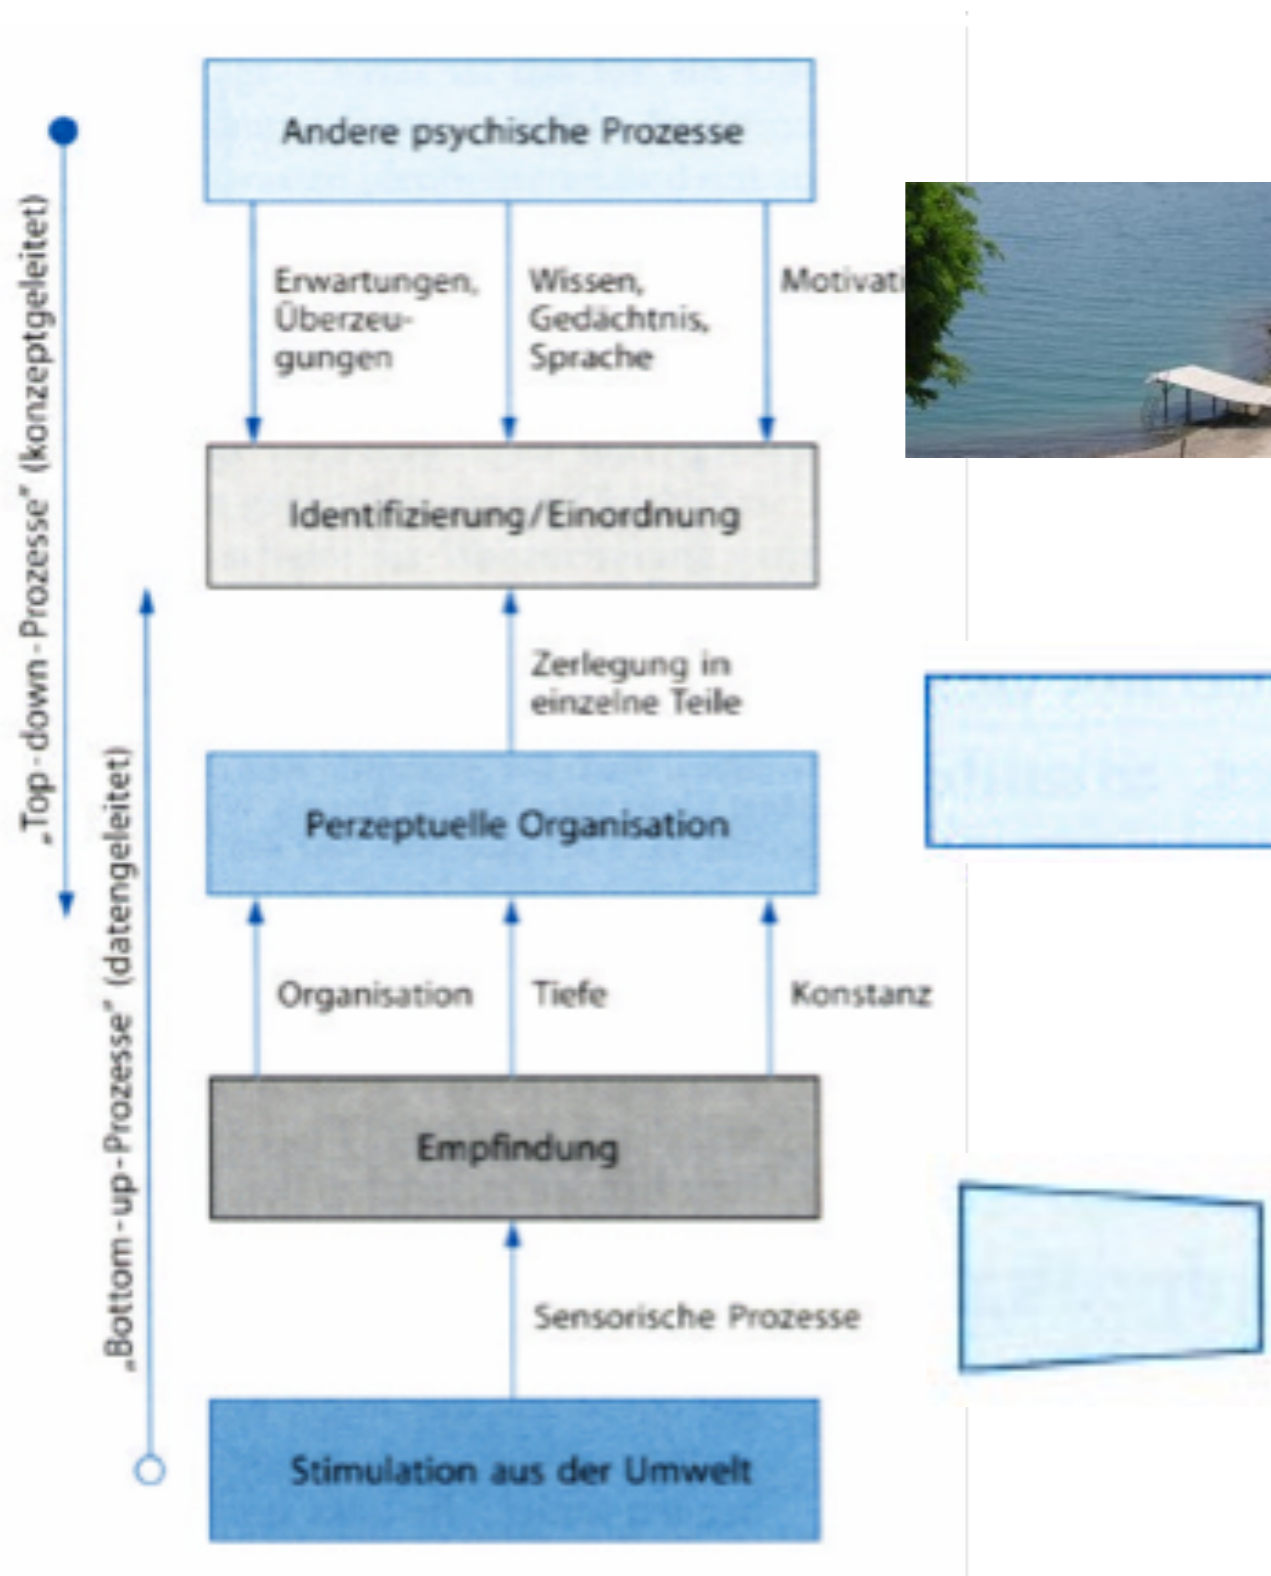 Andere psychische Prozesse
Erwartungen,
Überzeu-
gungen
Wissen,
Gedächtnis,
Sprache
Motivati
Identifizierung/Einordnung
Zerlegung in
einzelne Teile
Perzeptuelle Organisation
Organisation
Tiefe
Konstanz
Empfindung
Sensorische Prozesse
Stimulation aus der Umwelt
„Top-down-Prozesse” (konzeptgeleitet)
„Bottom-up-Prozesse” (datengeleitet)